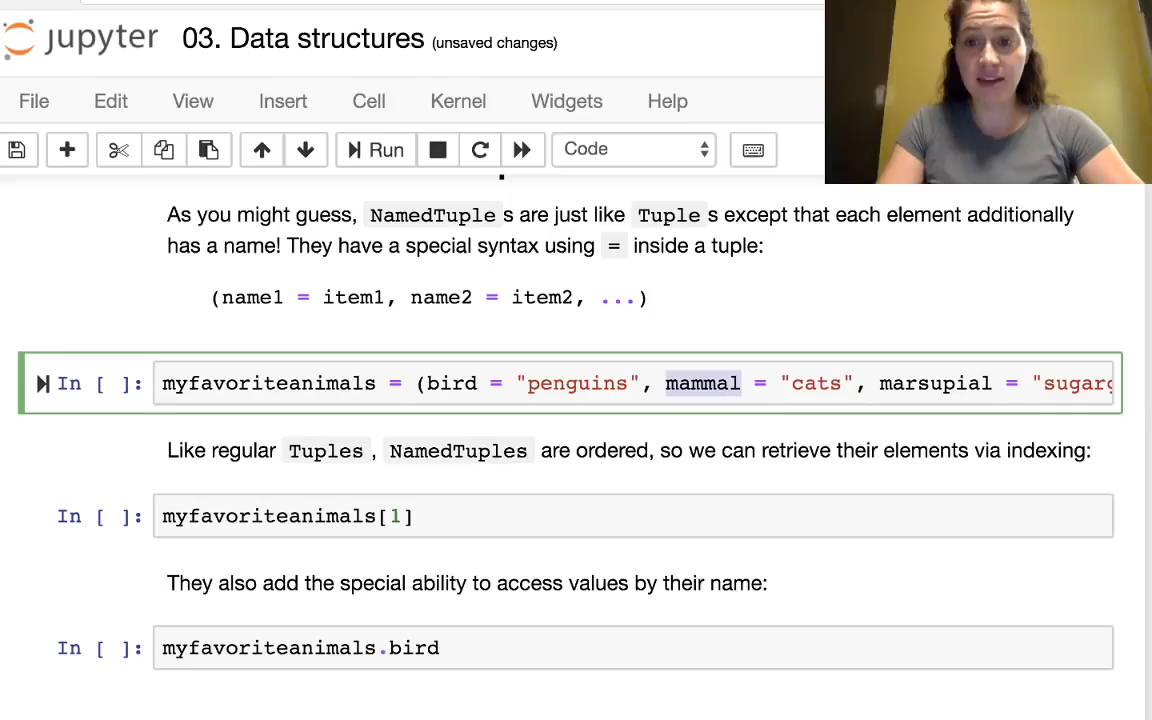 jupyter 03. Data structures (unsaved changes)
File Edit View Insert Cell Kernel Widgets Help
Run Code
As you might guess, NamedTuple s are just like Tuple s except that each element additionally
has a name! They have a special syntax using = inside a tuple:
(name1 = item1, name2 = item2, ...)
In [ ]: myfavoriteanimals = (bird = "penguins", mammal = "cats", marsupial = "sugar
Like regular Tuples , NamedTuples are ordered, so we can retrieve their elements via indexing:
In [ ]: myfavoriteanimals[1]
They also add the special ability to access values by their name:
In [ ]: myfavoriteanimals.bird